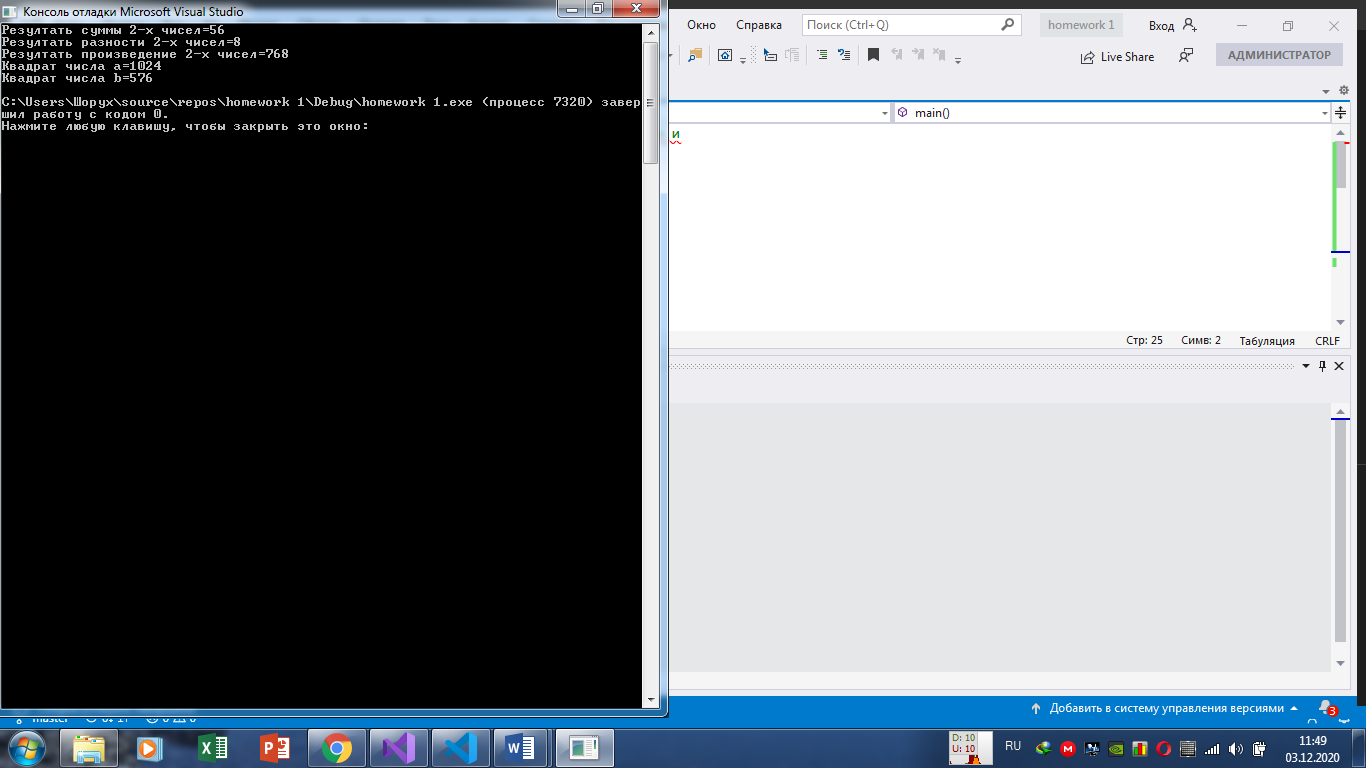 Консоль отладки Microsoft Visual Studio
Резултать суммы 2-х чисел=56
Резултать разности 2-х чисел=8
Резултать произведение 2-х чисел=768
Квадрат числа a=1024
Квадрат числа b=576
C:\Users\Шорух\source\repos\homework 1\Debug\homework 1.exe (процесс 7320) завер
шил работу с кодом 0.
Нажмите любую клавишу, чтобы закрыть это окно:
Окно Справка Поиск (Ctrl+Q) homework 1 Вход
Live Share АДМИНИСТРАТОР
main()
и
Стр: 25 Симв: 2 Табуляция CRLF
Добавить в систему управления версиями 3
D: 10
U: 10
RU
11:49
03.12.2020